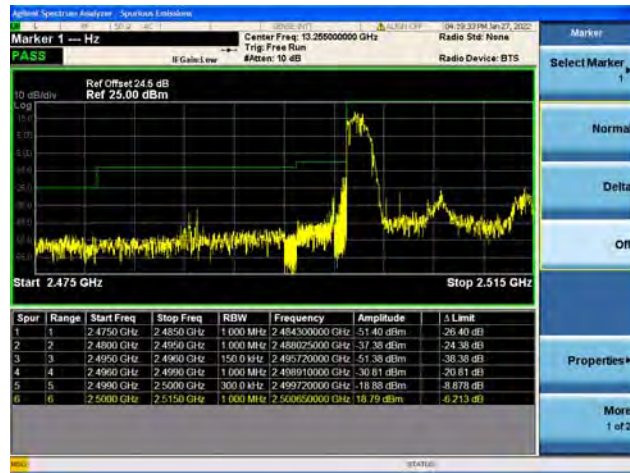 Agilent Spectrum Analyzer - Spurious Emissions
RF 50 Ω AC SENSE:INT ALIGN OFF 04:19:33 PM Jan 27, 2022
Marker 1 --- Hz
Center Freq: 13.255000000 GHz
Radio Std: None
Trig: Free Run
PASS
IFGain:Low
#Atten: 10 dB
Radio Device: BTS
Ref Offset 24.5 dB
10 dB/div
Ref 25.00 dBm
Log
15.0
5.00
Start 2.475 GHz
Stop 2.515 GHz
Spur Range Start Freq Stop Freq RBW Frequency Amplitude Δ Limit
1 1 2.4750 GHz 2.4850 GHz 1.000 MHz 2.484300000 GHz -51.40 dBm -26.40 dB
2 2 2.4800 GHz 2.4950 GHz 1.000 MHz 2.488025000 GHz -37.38 dBm -24.38 dB
3 3 2.4950 GHz 2.4960 GHz 150.0 kHz 2.495720000 GHz -51.38 dBm -38.38 dB
4 4 2.4960 GHz 2.4990 GHz 1.000 MHz 2.498910000 GHz -30.81 dBm -20.81 dB
5 5 2.4990 GHz 2.5000 GHz 300.0 kHz 2.499720000 GHz -18.88 dBm -8.878 dB
6 6 2.5000 GHz 2.5150 GHz 1.000 MHz 2.500650000 GHz 18.79 dBm -6.213 dB
MSG
STATUS
Marker
Select Marker
1
Normal
Delta
Off
Properties
More
1 of 2